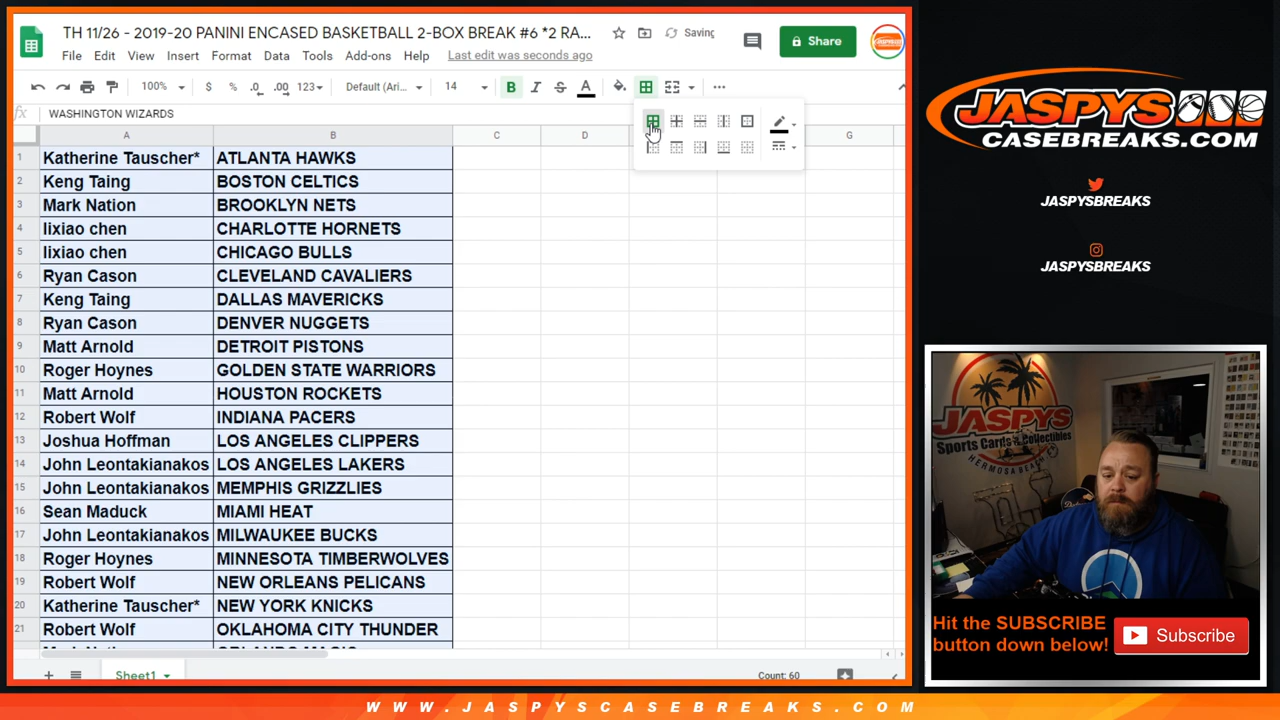 TH 11/26 - 2019-20 PANINI ENCASED BASKETBALL 2-BOX BREAK #6 *2 RA...
Saving
Share
File Edit View Insert Format Data Tools Add-ons Help Last edit was seconds ago
100% $ % .0 .00 123 Default (Ari... 14 B I S A
fx WASHINGTON WIZARDS
A B C D G
1 Katherine Tauscher* ATLANTA HAWKS
2 Keng Taing BOSTON CELTICS
3 Mark Nation BROOKLYN NETS
4 lixiao chen CHARLOTTE HORNETS
5 lixiao chen CHICAGO BULLS
6 Ryan Cason CLEVELAND CAVALIERS
7 Keng Taing DALLAS MAVERICKS
8 Ryan Cason DENVER NUGGETS
9 Matt Arnold DETROIT PISTONS
10 Roger Hoynes GOLDEN STATE WARRIORS
11 Matt Arnold HOUSTON ROCKETS
12 Robert Wolf INDIANA PACERS
13 Joshua Hoffman LOS ANGELES CLIPPERS
14 John Leontakianakos LOS ANGELES LAKERS
15 John Leontakianakos MEMPHIS GRIZZLIES
16 Sean Maduck MIAMI HEAT
17 John Leontakianakos MILWAUKEE BUCKS
18 Roger Hoynes MINNESOTA TIMBERWOLVES
19 Robert Wolf NEW ORLEANS PELICANS
20 Katherine Tauscher* NEW YORK KNICKS
21 Robert Wolf OKLAHOMA CITY THUNDER
Sheet1
Count: 60
JASPYS
CASEBREAKS.COM
JASPYSBREAKS
JASPYSBREAKS
JASPYS
Sports Cards & Collectibles
HERMOSA BEACH
Hit the SUBSCRIBE
button down below!
Subscribe
WWW.JASPYSCASEBREAKS.COM